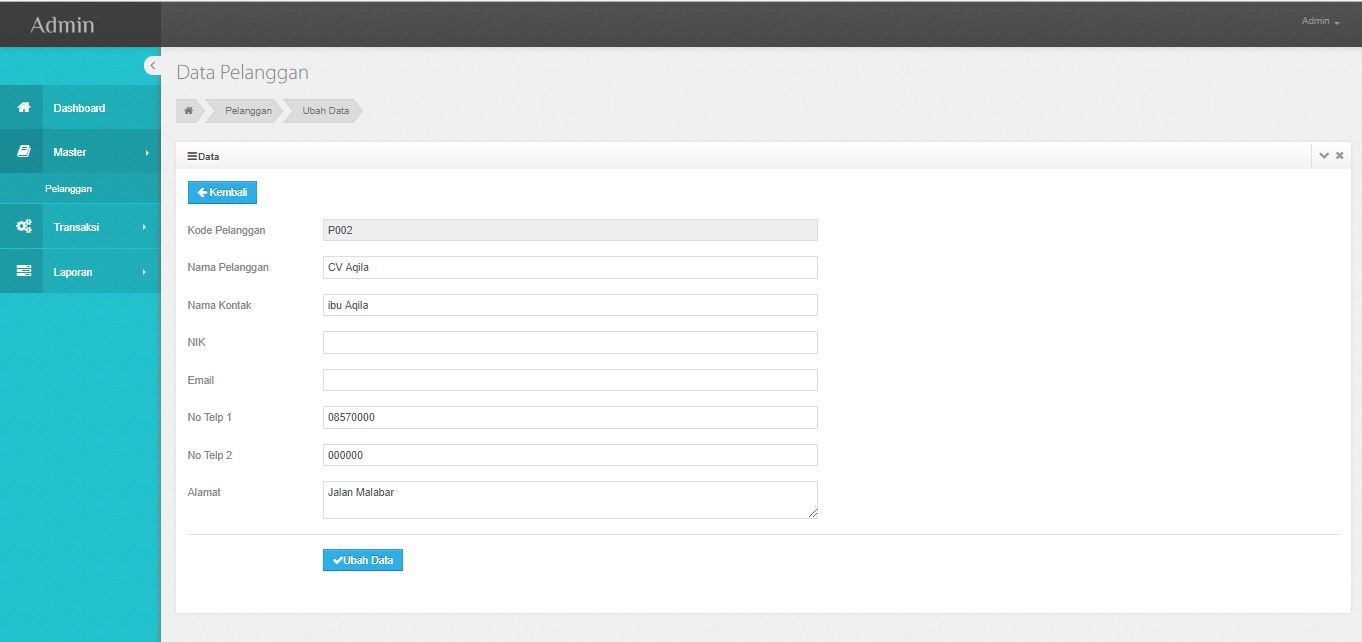 Admin
Admin
Data Pelanggan
Pelanggan
Ubah Data
Dashboard
Master
Pelanggan
Transaksi
Laporan
Data
Kembali
Kode Pelanggan
P002
Nama Pelanggan
CV Aqila
Nama Kontak
ibu Aqila
NIK
Email
No Telp 1
08570000
No Telp 2
000000
Alamat
Jalan Malabar
Ubah Data